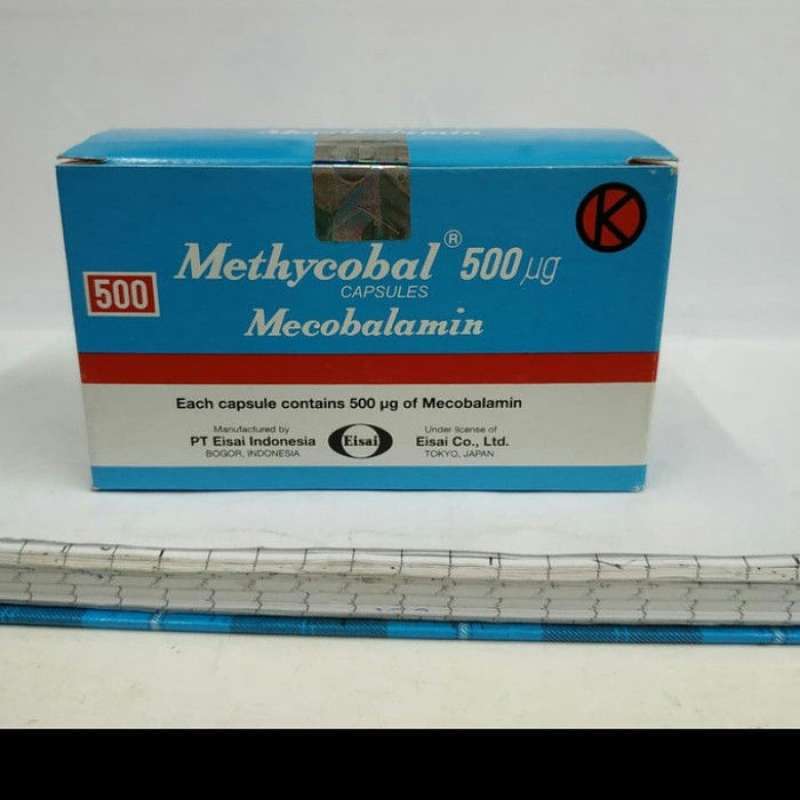 Mecobalamin
K
Methycobal® 500 µg
CAPSULES
500
Mecobalamin
Each capsule contains 500 µg of Mecobalamin
Manufactured by
PT Eisai Indonesia
BOGOR, INDONESIA
Eisai
Under license of
Eisai Co., Ltd.
TOKYO, JAPAN